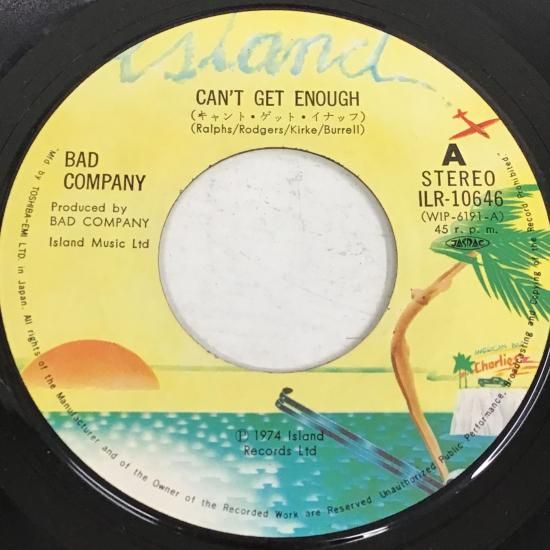 island
CAN'T GET ENOUGH
(キャント・ゲット・イナッフ)
(Ralphs/Rodgers/Kirke/Burrell)
BAD
COMPANY
Produced by
BAD COMPANY
Island Music Ltd
A
STEREO
ILR-10646
(WIP-6191-A)
45 r. p. m.
JASRAC
AMERICAN BAR
Charlie's
Ⓟ 1974 Island
Records Ltd
"Mfd by TOSHIBA-EMI LTD. in Japan. All rights of the Manufacturer and of the Owner of the Recorded Work are Reserved. Unauthorized Public Performance, Broadcasting and Copying of the Record Prohibited"